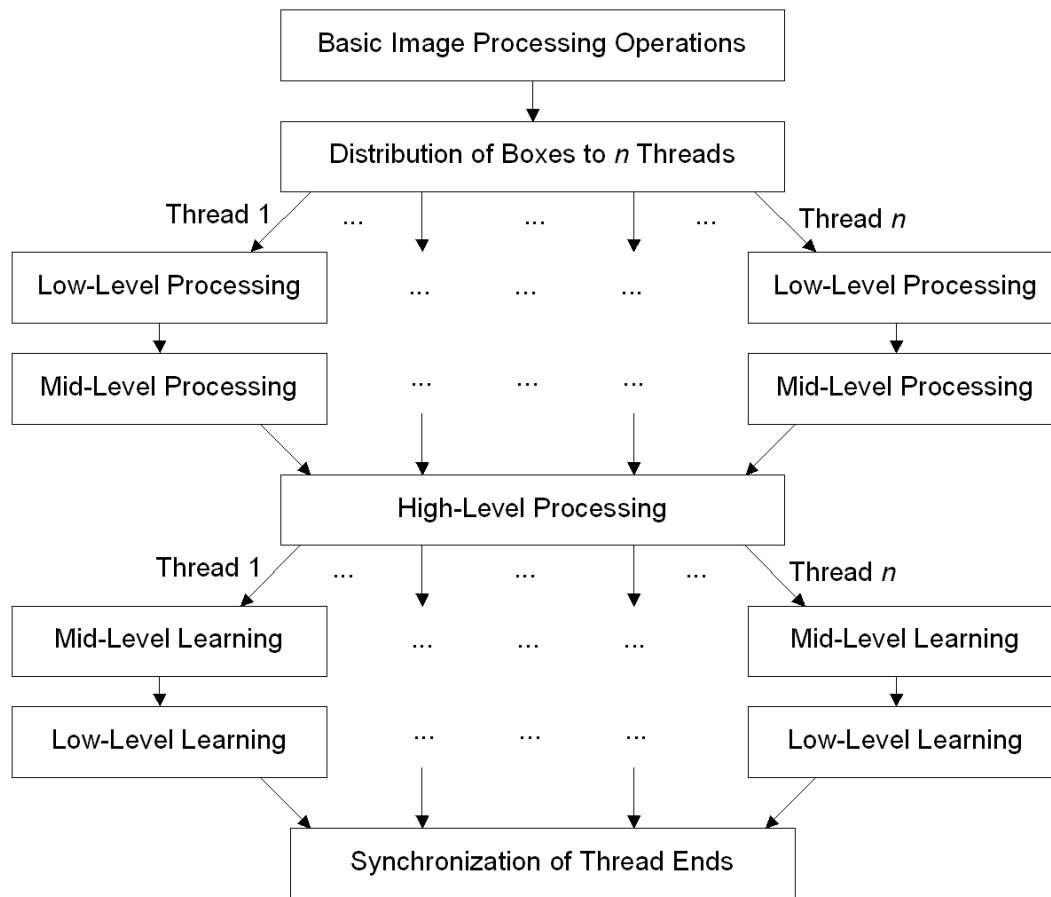 Basic Image Processing Operations
Distribution of Boxes to n Threads
Thread 1 ... ... ... Thread n
Low-Level Processing ... ... ... Low-Level Processing
Mid-Level Processing ... ... ... Mid-Level Processing
High-Level Processing
Thread 1 ... ... ... Thread n
Mid-Level Learning ... ... ... Mid-Level Learning
Low-Level Learning ... ... ... Low-Level Learning
Synchronization of Thread Ends